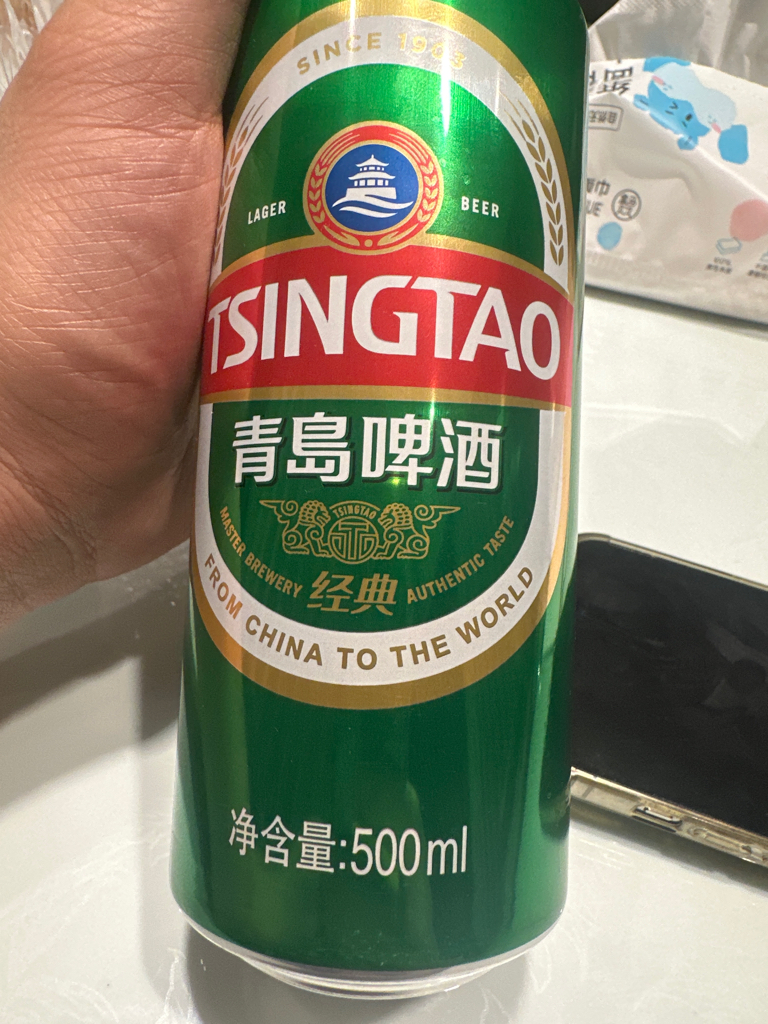 SINCE 1903
LAGER BEER
TSINGTAO
青島啤酒
TSINGTAO
MASTER BREWERY 经典 AUTHENTIC TASTE
FROM CHINA TO THE WORLD
净含量:500ml